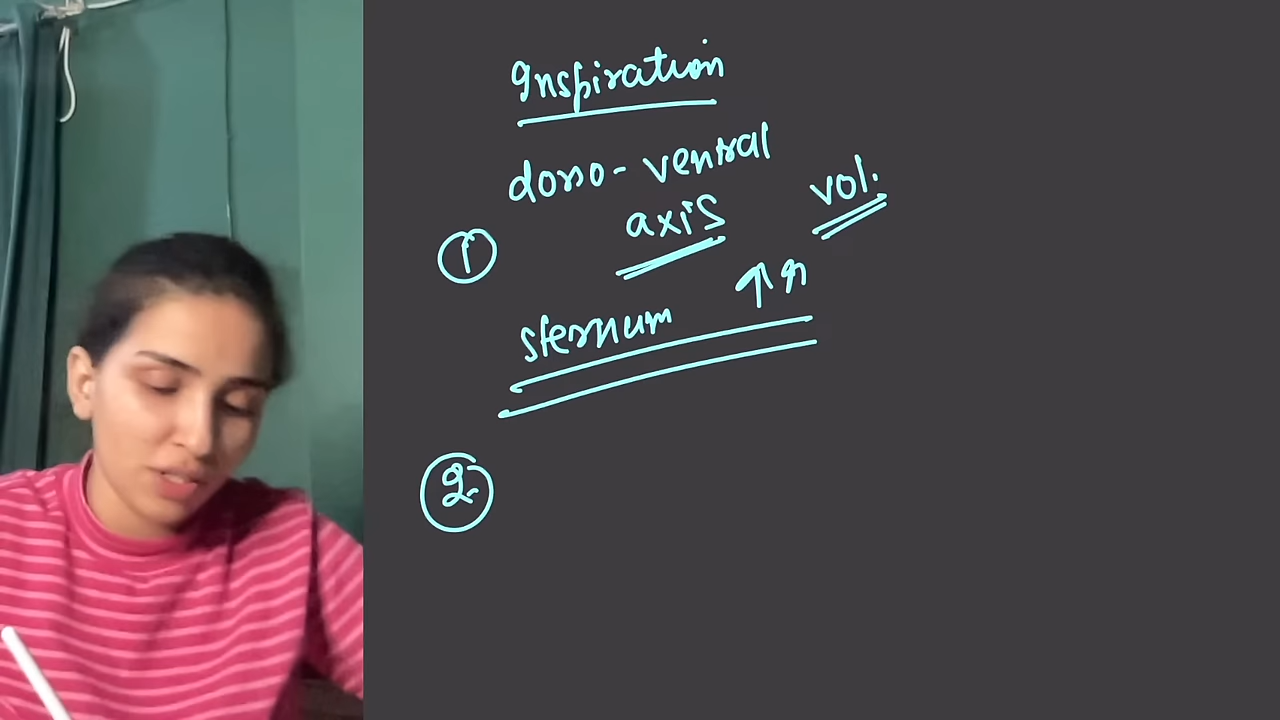 Inspiration
dorso-ventral
axis vol.
①
sternum ↑
②